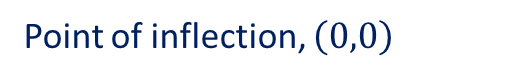 Point of inflection, (0,0)